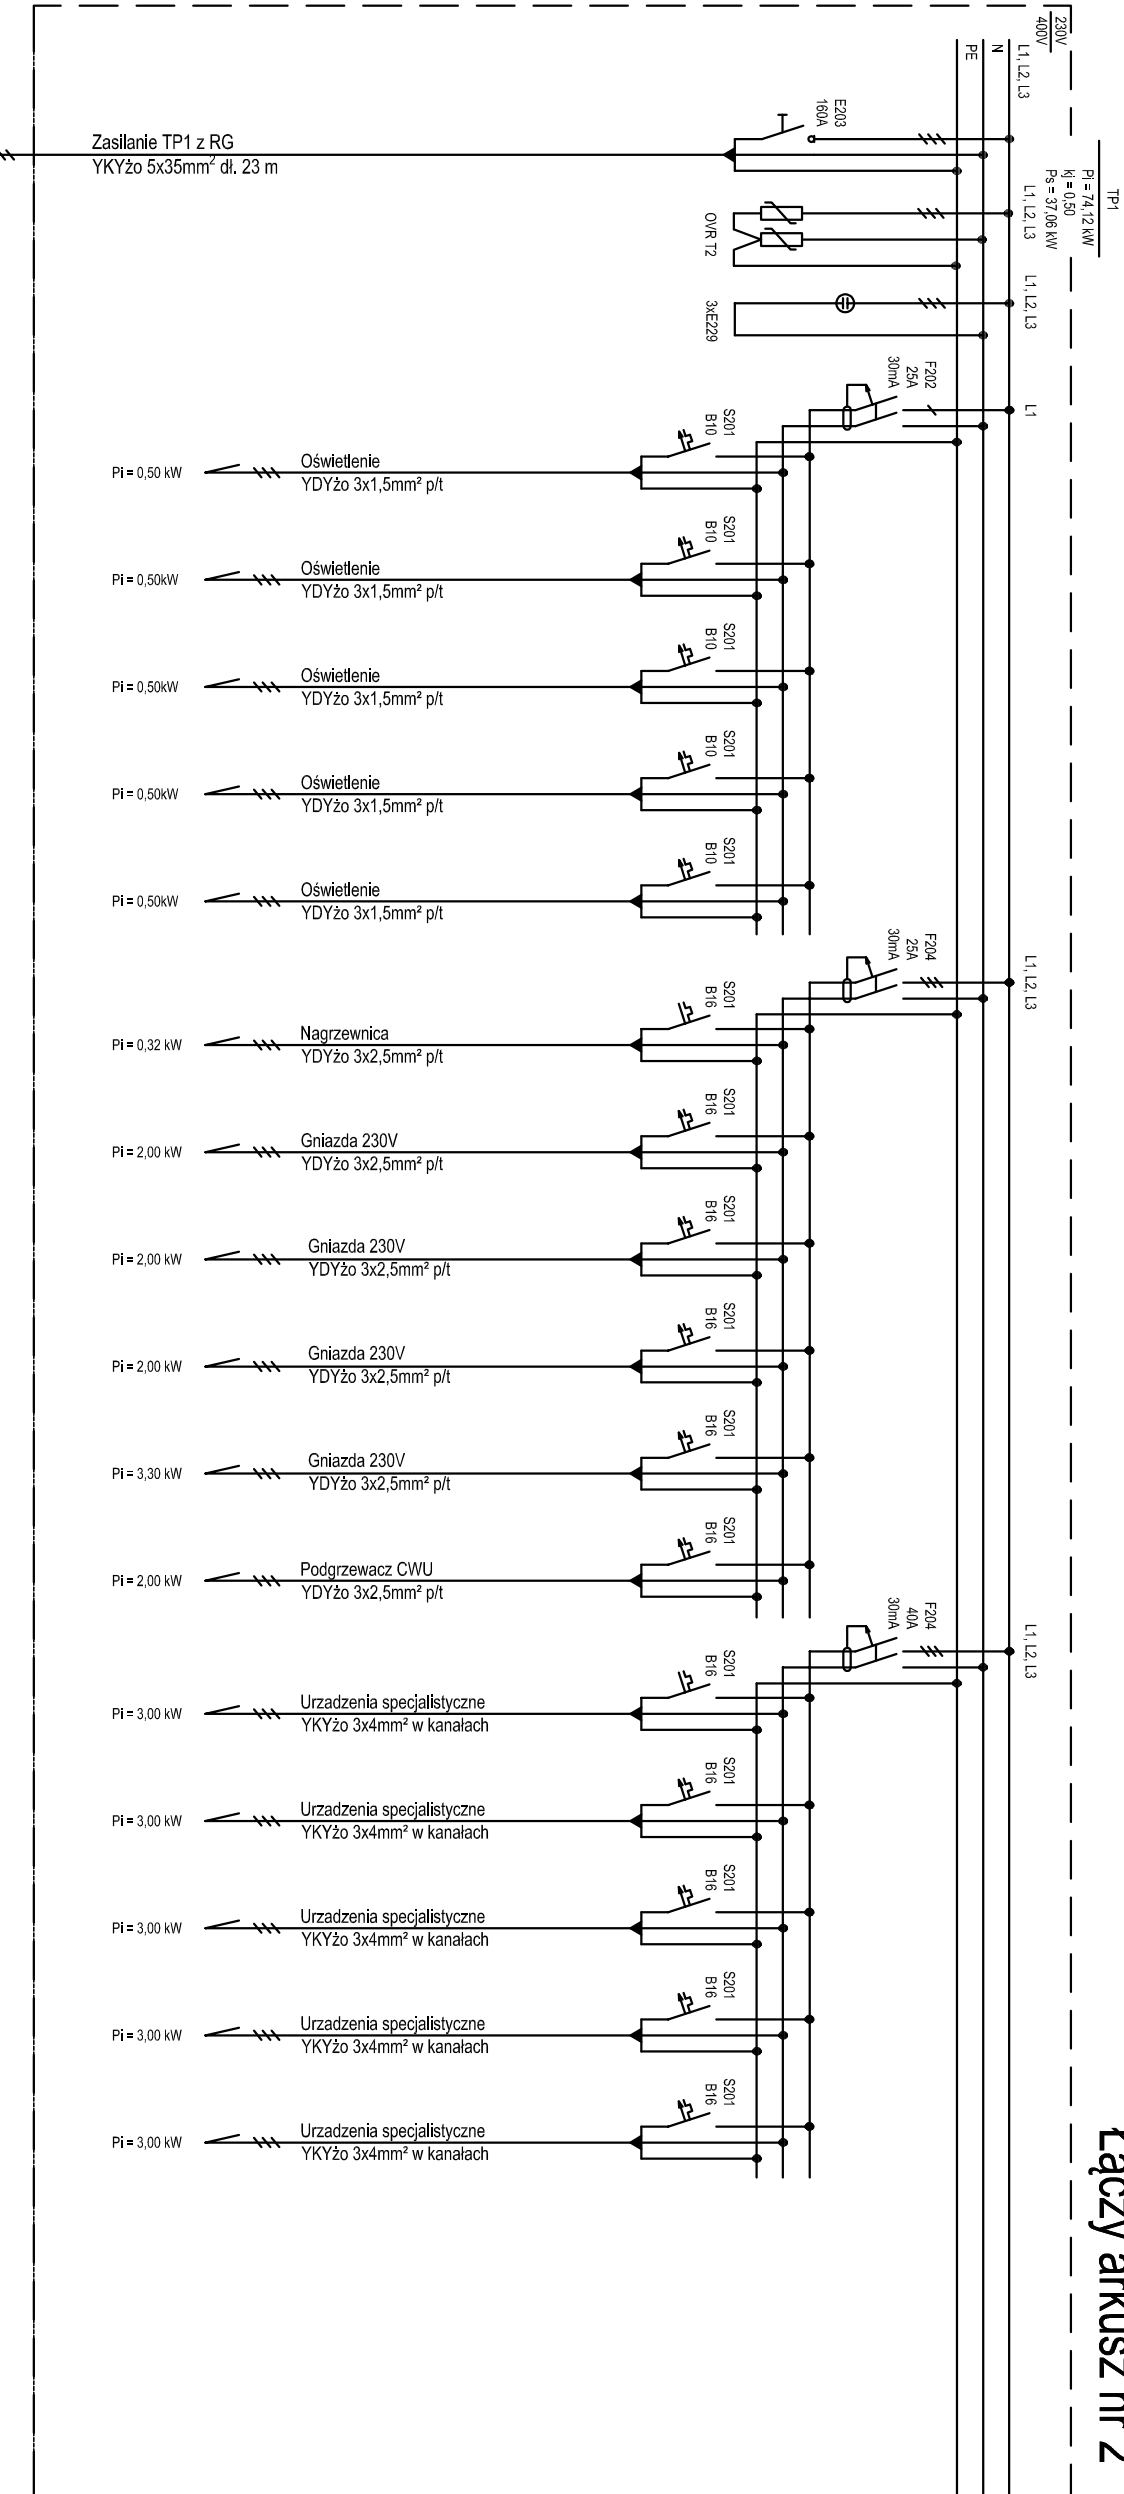 230V
400V
L1, L2, L3
N
PE
TP1
Pi = 74,12 kW
kj = 0,50
Ps = 37,06 kW
E203
160A
Zasilanie TP1 z RG
YKYżo 5x35mm² dł. 23 m
L1, L2, L3
OVR T2
L1, L2, L3
3xE229
L1
F202
25A
30mA
S201
B10
Oświetlenie
YDYżo 3x1,5mm² p/t
Pi = 0,50 kW
S201
B10
Oświetlenie
YDYżo 3x1,5mm² p/t
Pi = 0,50kW
S201
B10
Oświetlenie
YDYżo 3x1,5mm² p/t
Pi = 0,50kW
S201
B10
Oświetlenie
YDYżo 3x1,5mm² p/t
Pi = 0,50kW
S201
B10
Oświetlenie
YDYżo 3x1,5mm² p/t
Pi = 0,50kW
L1, L2, L3
F204
25A
30mA
S201
B16
Nagrzewnica
YDYżo 3x2,5mm² p/t
Pi = 0,32 kW
S201
B16
Gniazda 230V
YDYżo 3x2,5mm² p/t
Pi = 2,00 kW
S201
B16
Gniazda 230V
YDYżo 3x2,5mm² p/t
Pi = 2,00 kW
S201
B16
Gniazda 230V
YDYżo 3x2,5mm² p/t
Pi = 2,00 kW
S201
B16
Gniazda 230V
YDYżo 3x2,5mm² p/t
Pi = 3,30 kW
S201
B16
Podgrzewacz CWU
YDYżo 3x2,5mm² p/t
Pi = 2,00 kW
L1, L2, L3
F204
40A
30mA
S201
B16
Urzadzenia specjalistyczne
YKYżo 3x4mm² w kanałach
Pi = 3,00 kW
S201
B16
Urzadzenia specjalistyczne
YKYżo 3x4mm² w kanałach
Pi = 3,00 kW
S201
B16
Urzadzenia specjalistyczne
YKYżo 3x4mm² w kanałach
Pi = 3,00 kW
S201
B16
Urzadzenia specjalistyczne
YKYżo 3x4mm² w kanałach
Pi = 3,00 kW
S201
B16
Urzadzenia specjalistyczne
YKYżo 3x4mm² w kanałach
Pi = 3,00 kW
Łączy arkusz nr 2